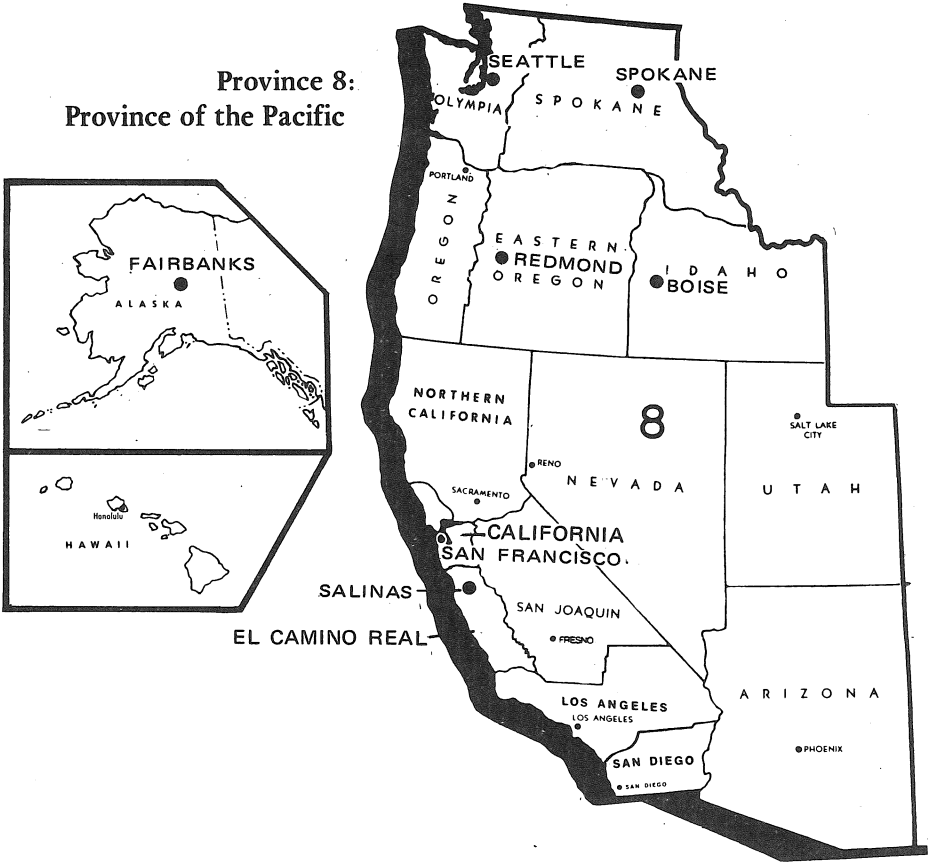 Province 8:
Province of the Pacific
SEATTLE
SPOKANE
OLYMPIA
SPOKANE
PORTLAND
OREGON
EASTERN
REDMOND
OREGON
IDAHO
BOISE
FAIRBANKS
ALASKA
NORTHERN
CALIFORNIA
8
SALT LAKE
CITY
RENO
NEVADA
UTAH
SACRAMENTO
Honolulu
HAWAII
CALIFORNIA
SAN FRANCISCO
SALINAS
SAN JOAQUIN
EL CAMINO REAL
FRESNO
ARIZONA
LOS ANGELES
LOS ANGELES
PHOENIX
SAN DIEGO
SAN DIEGO